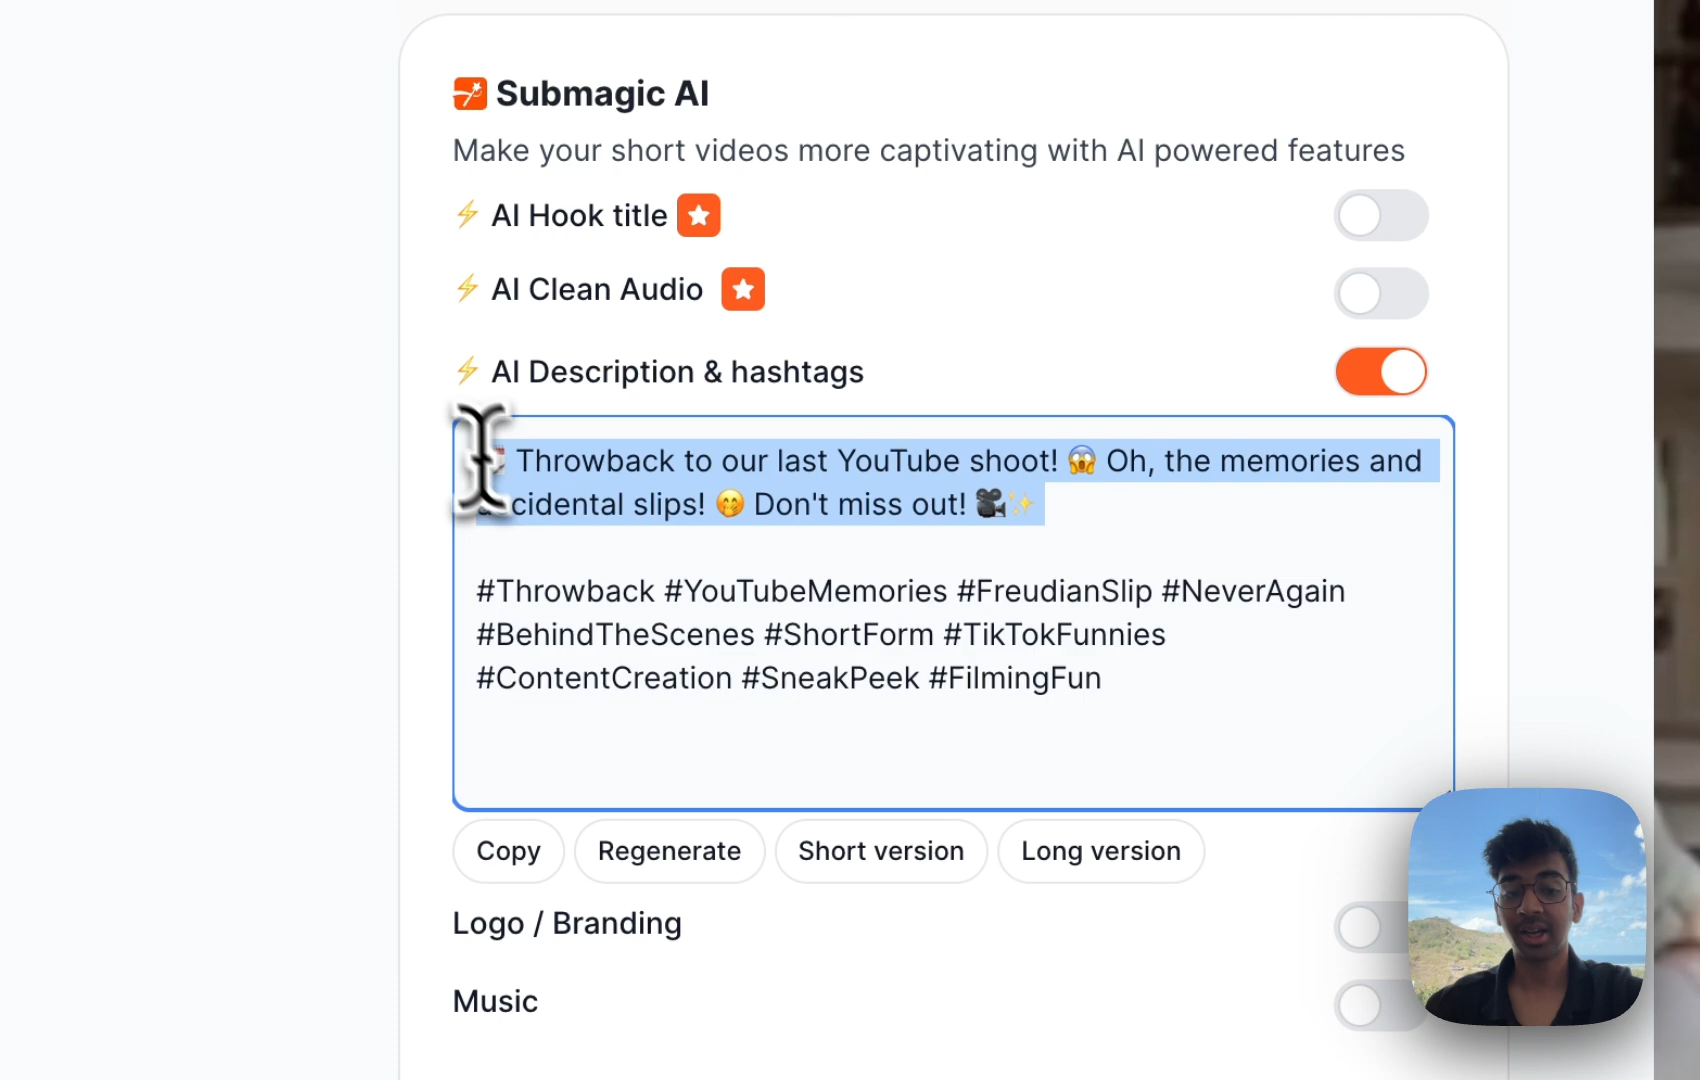 Submagic AI
Make your short videos more captivating with AI powered features
⚡ AI Hook title
⚡ AI Clean Audio
⚡ AI Description & hashtags
Throwback to our last YouTube shoot! 😱 Oh, the memories and
accidental slips! 🤭 Don't miss out! 🎥✨
#Throwback #YouTubeMemories #FreudianSlip #NeverAgain
#BehindTheScenes #ShortForm #TikTokFunnies
#ContentCreation #SneakPeek #FilmingFun
Copy Regenerate Short version Long version
Logo / Branding
Music